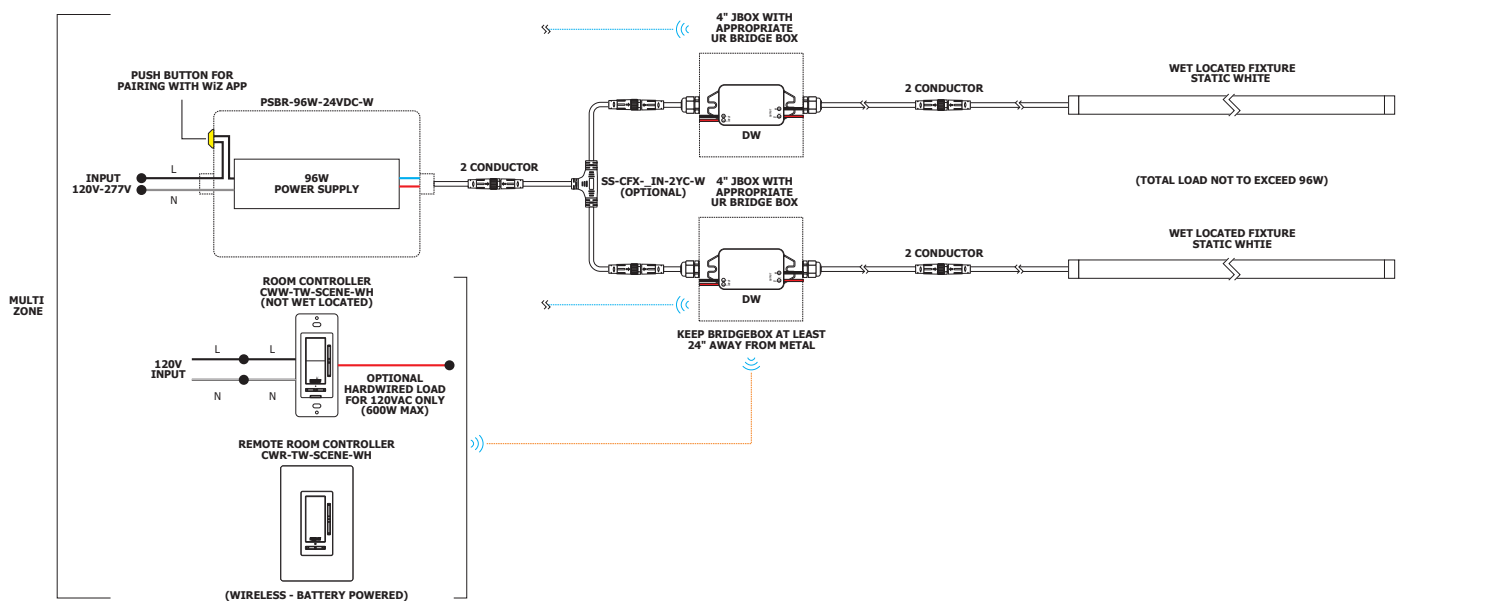 MULTI
ZONE
PUSH BUTTON FOR
PAIRING WITH WiZ APP
PSBR-96W-24VDC-W
INPUT
120V-277V
L
N
96W
POWER SUPPLY
2 CONDUCTOR
SS-CFX-_IN-2YC-W
(OPTIONAL)
4" JBOX WITH
APPROPRIATE
UR BRIDGE BOX
DW
2 CONDUCTOR
WET LOCATED FIXTURE
STATIC WHITE
(TOTAL LOAD NOT TO EXCEED 96W)
4" JBOX WITH
APPROPRIATE
UR BRIDGE BOX
DW
2 CONDUCTOR
WET LOCATED FIXTURE
STATIC WHTIE
KEEP BRIDGEBOX AT LEAST
24" AWAY FROM METAL
ROOM CONTROLLER
CWW-TW-SCENE-WH
(NOT WET LOCATED)
120V
INPUT
L
L
N
N
OPTIONAL
HARDWIRED LOAD
FOR 120VAC ONLY
(600W MAX)
REMOTE ROOM CONTROLLER
CWR-TW-SCENE-WH
(WIRELESS - BATTERY POWERED)